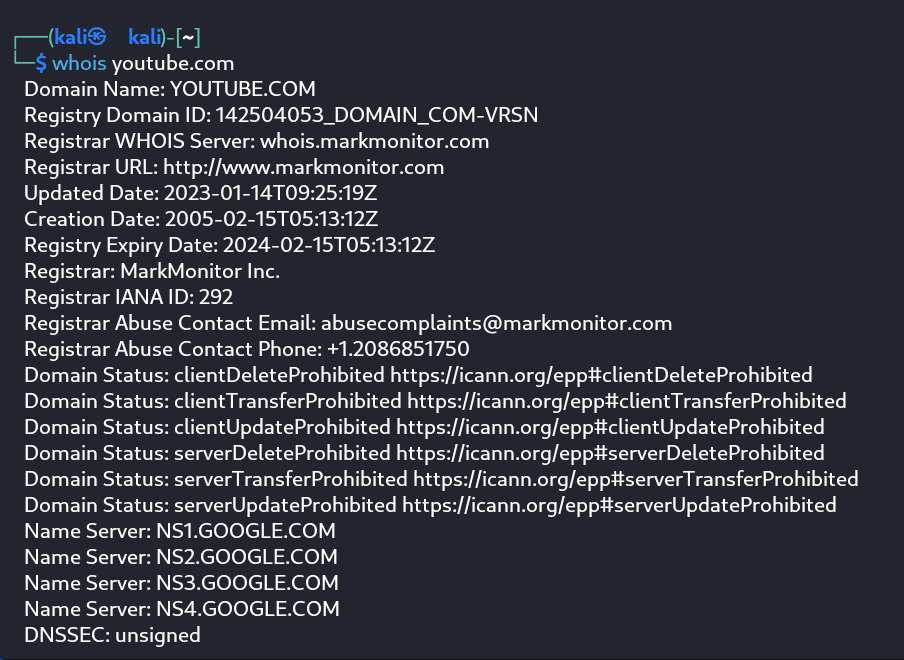 ┌──(kali㉿kali)-[~]
└─$ whois youtube.com
Domain Name: YOUTUBE.COM
Registry Domain ID: 142504053_DOMAIN_COM-VRSN
Registrar WHOIS Server: whois.markmonitor.com
Registrar URL: http://www.markmonitor.com
Updated Date: 2023-01-14T09:25:19Z
Creation Date: 2005-02-15T05:13:12Z
Registry Expiry Date: 2024-02-15T05:13:12Z
Registrar: MarkMonitor Inc.
Registrar IANA ID: 292
Registrar Abuse Contact Email: abusecomplaints@markmonitor.com
Registrar Abuse Contact Phone: +1.2086851750
Domain Status: clientDeleteProhibited https://icann.org/epp#clientDeleteProhibited
Domain Status: clientTransferProhibited https://icann.org/epp#clientTransferProhibited
Domain Status: clientUpdateProhibited https://icann.org/epp#clientUpdateProhibited
Domain Status: serverDeleteProhibited https://icann.org/epp#serverDeleteProhibited
Domain Status: serverTransferProhibited https://icann.org/epp#serverTransferProhibited
Domain Status: serverUpdateProhibited https://icann.org/epp#serverUpdateProhibited
Name Server: NS1.GOOGLE.COM
Name Server: NS2.GOOGLE.COM
Name Server: NS3.GOOGLE.COM
Name Server: NS4.GOOGLE.COM
DNSSEC: unsigned